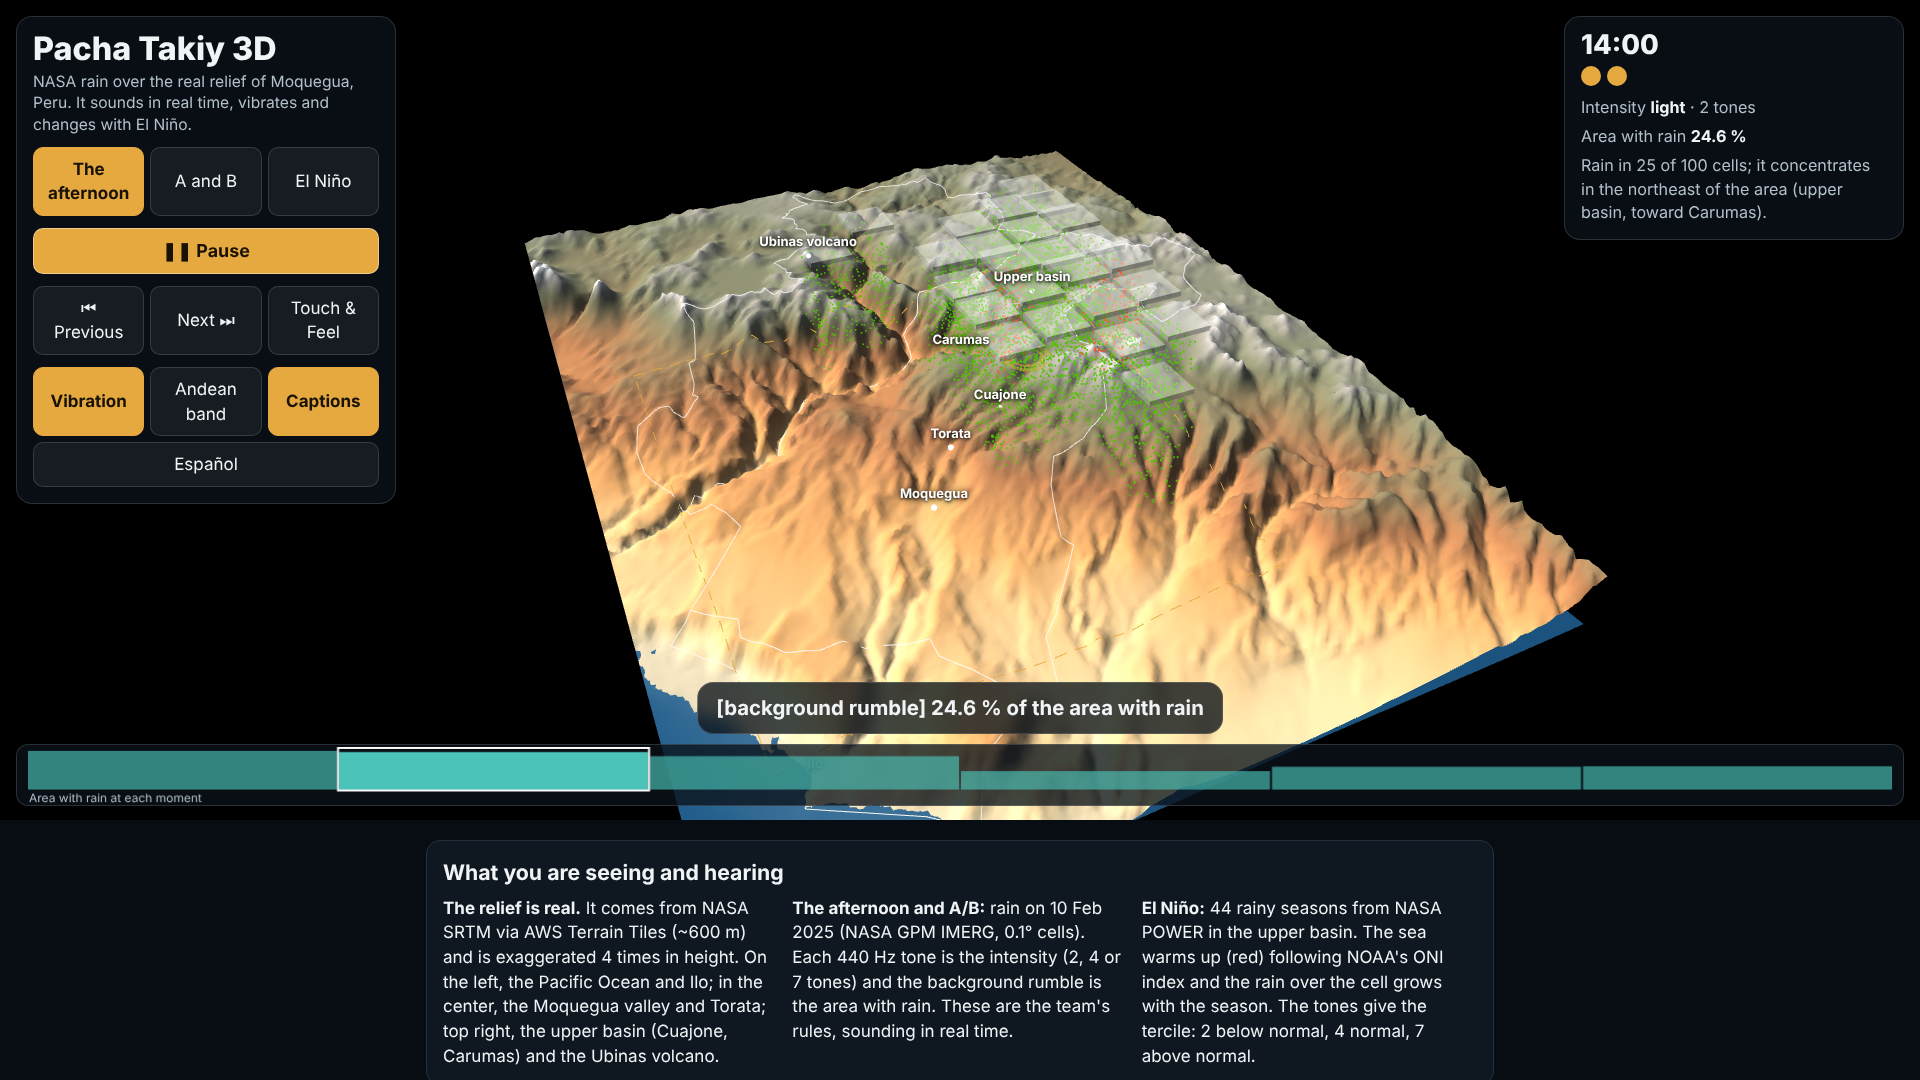 Pacha Takiy 3D
NASA rain over the real relief of Moquegua,
Peru. It sounds in real time, vibrates and
changes with El Niño.
The
afternoon
A and B
El Niño
❚❚ Pause
⏮
Previous
Next ⏭
Touch &
Feel
Vibration
Andean
band
Captions
Español
14:00
Intensity light · 2 tones
Area with rain 24.6 %
Rain in 25 of 100 cells; it concentrates
in the northeast of the area (upper
basin, toward Carumas).
Ubinas volcano
Upper basin
Carumas
Cuajone
Torata
Moquegua
[background rumble] 24.6 % of the area with rain
Ilo
Area with rain at each moment
What you are seeing and hearing
The relief is real. It comes from NASA
SRTM via AWS Terrain Tiles (~600 m)
and is exaggerated 4 times in height. On
the left, the Pacific Ocean and Ilo; in the
center, the Moquegua valley and Torata;
top right, the upper basin (Cuajone,
Carumas) and the Ubinas volcano.
The afternoon and A/B: rain on 10 Feb
2025 (NASA GPM IMERG, 0.1° cells).
Each 440 Hz tone is the intensity (2, 4 or
7 tones) and the background rumble is
the area with rain. These are the team's
rules, sounding in real time.
El Niño: 44 rainy seasons from NASA
POWER in the upper basin. The sea
warms up (red) following NOAA's ONI
index and the rain over the cell grows
with the season. The tones give the
tercile: 2 below normal, 4 normal, 7
above normal.